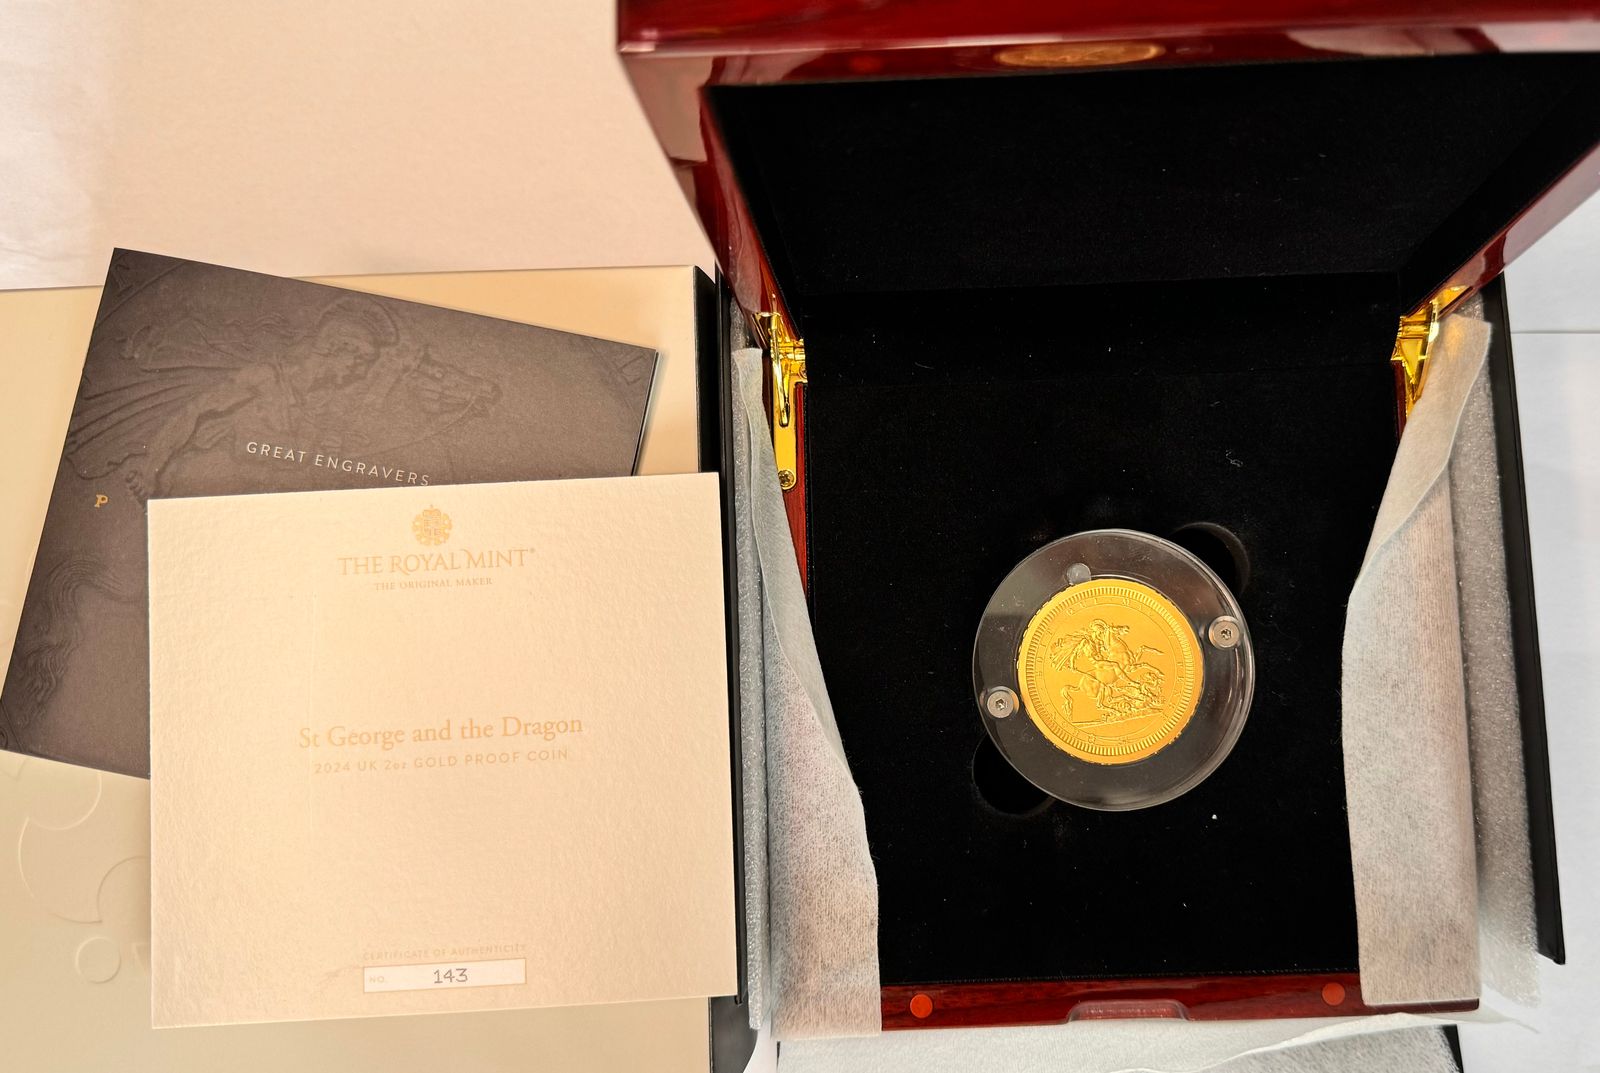 GREAT ENGRAVERS
P
THE ROYAL MINT®
THE ORIGINAL MAKER
St George and the Dragon
2024 UK 2oz GOLD PROOF COIN
CERTIFICATE OF AUTHENTICITY
NO. 143